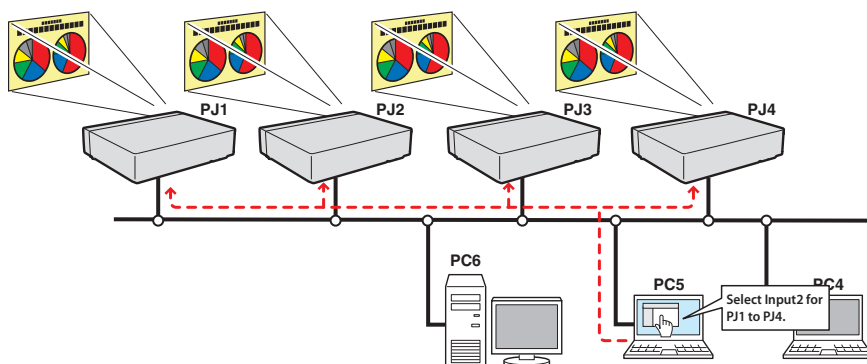 PJ1
PJ2
PJ3
PJ4
PC6
PC5
PC4
Select Input2 for
PJ1 to PJ4.